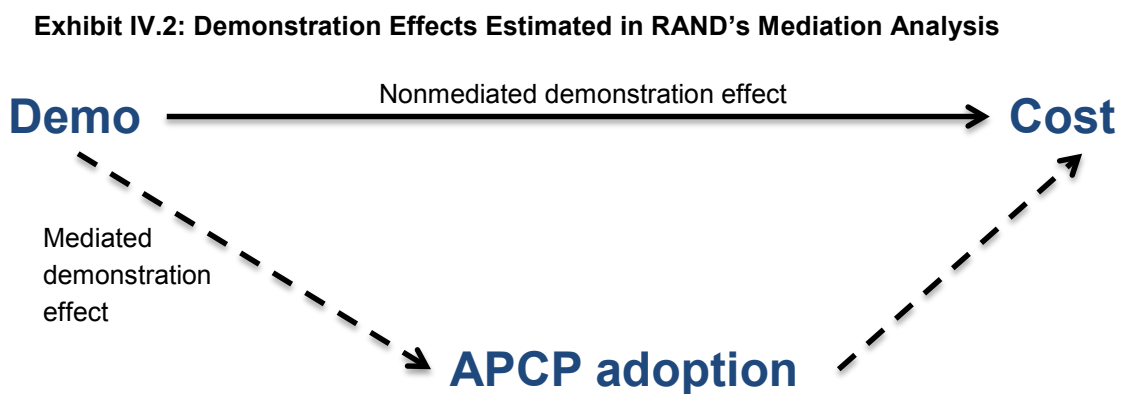 Exhibit IV.2: Demonstration Effects Estimated in RAND's Mediation Analysis
Nonmediated demonstration effect
Demo
Cost
Mediated
demonstration
effect
APCP adoption